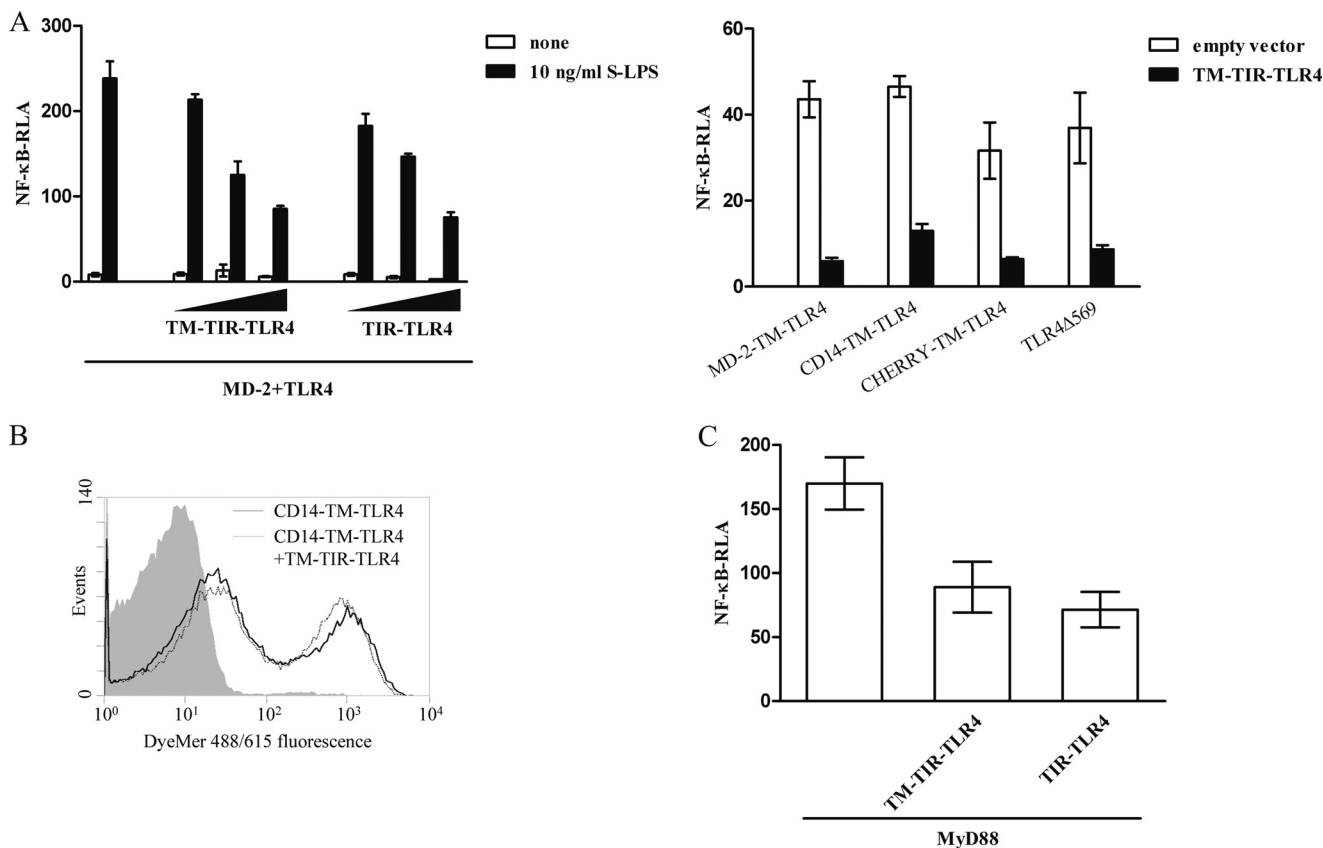 A
300
200
100
0
NF-κB-RLA
none
10 ng/ml S-LPS
TM-TIR-TLR4
TIR-TLR4
MD-2+TLR4
60
40
20
0
NF-κB-RLA
empty vector
TM-TIR-TLR4
MD-2-TM-TLR4
CD14-TM-TLR4
CHERRY-TM-TLR4
TLR4Δ569
B
140
0
Events
CD14-TM-TLR4
CD14-TM-TLR4
+TM-TIR-TLR4
10⁰ 10¹ 10² 10³ 10⁴
DyeMer 488/615 fluorescence
C
200
150
100
50
0
NF-κB-RLA
TM-TIR-TLR4
TIR-TLR4
MyD88